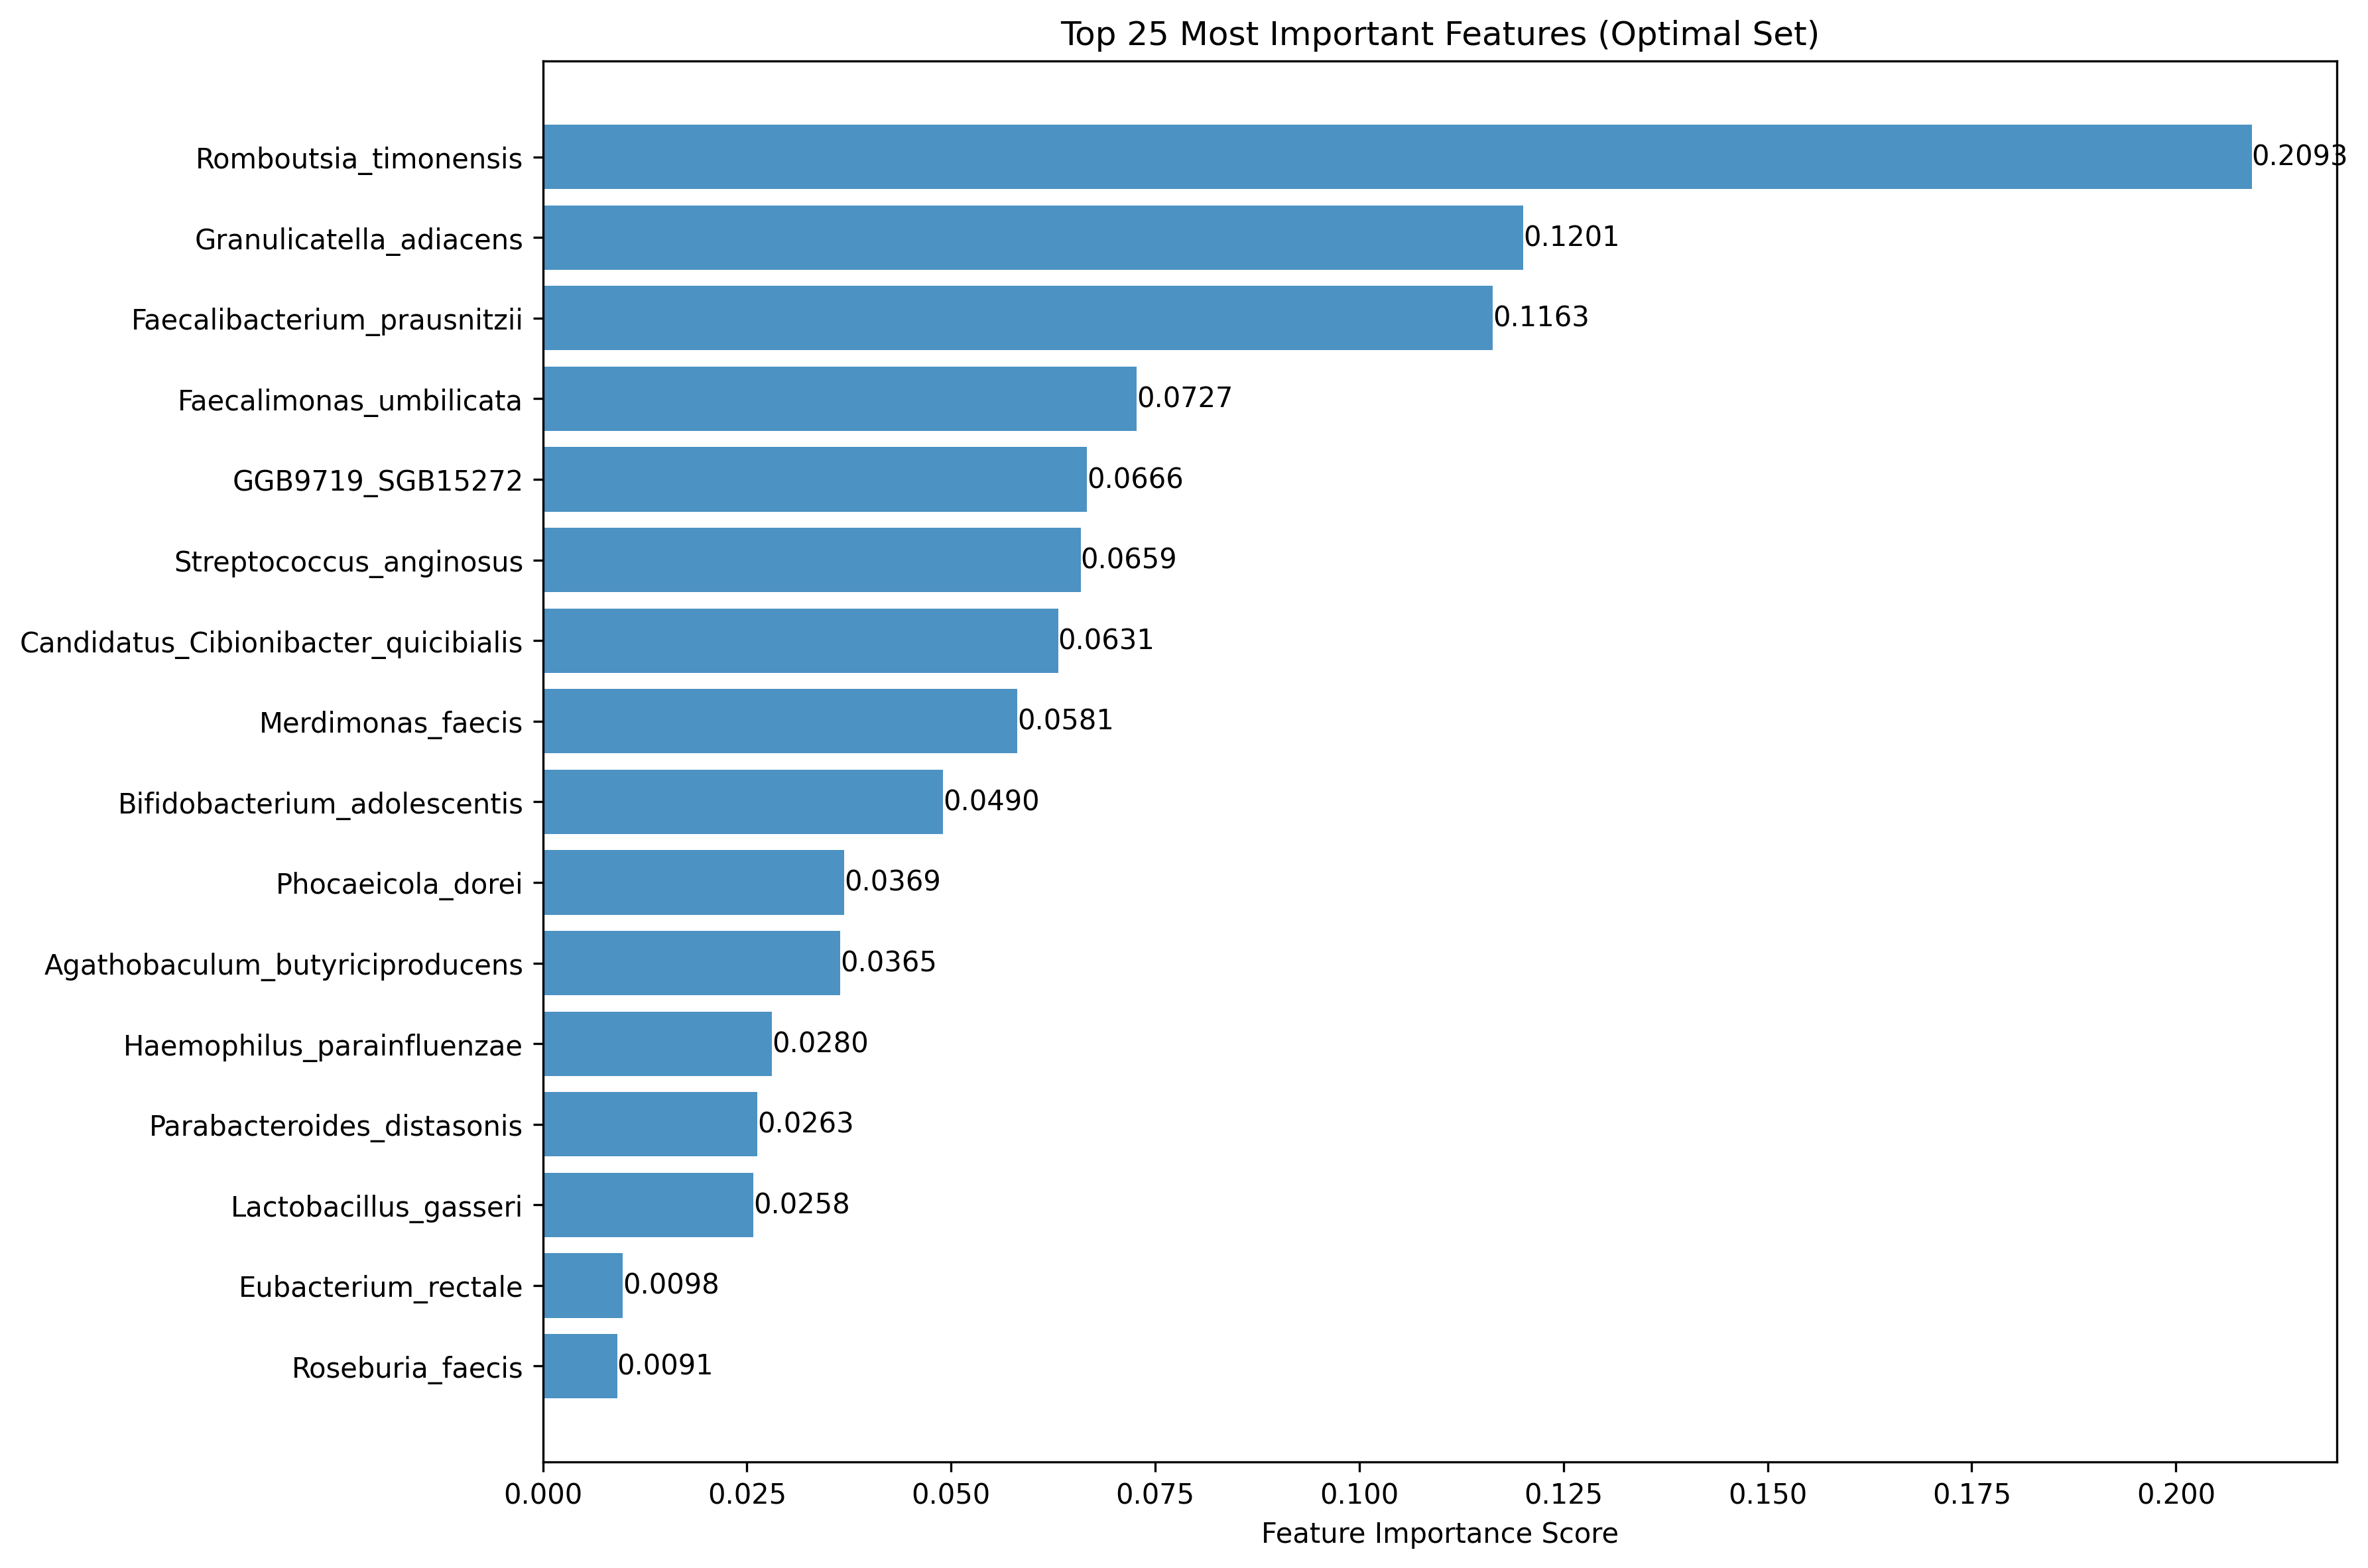 Top 25 Most Important Features (Optimal Set)
Romboutsia_timonensis 0.2093
Granulicatella_adiacens 0.1201
Faecalibacterium_prausnitzii 0.1163
Faecalimonas_umbilicata 0.0727
GGB9719_SGB15272 0.0666
Streptococcus_anginosus 0.0659
Candidatus_Cibionibacter_quicibialis 0.0631
Merdimonas_faecis 0.0581
Bifidobacterium_adolescentis 0.0490
Phocaeicola_dorei 0.0369
Agathobaculum_butyriciproducens 0.0365
Haemophilus_parainfluenzae 0.0280
Parabacteroides_distasonis 0.0263
Lactobacillus_gasseri 0.0258
Eubacterium_rectale 0.0098
Roseburia_faecis 0.0091
0.000 0.025 0.050 0.075 0.100 0.125 0.150 0.175 0.200
Feature Importance Score